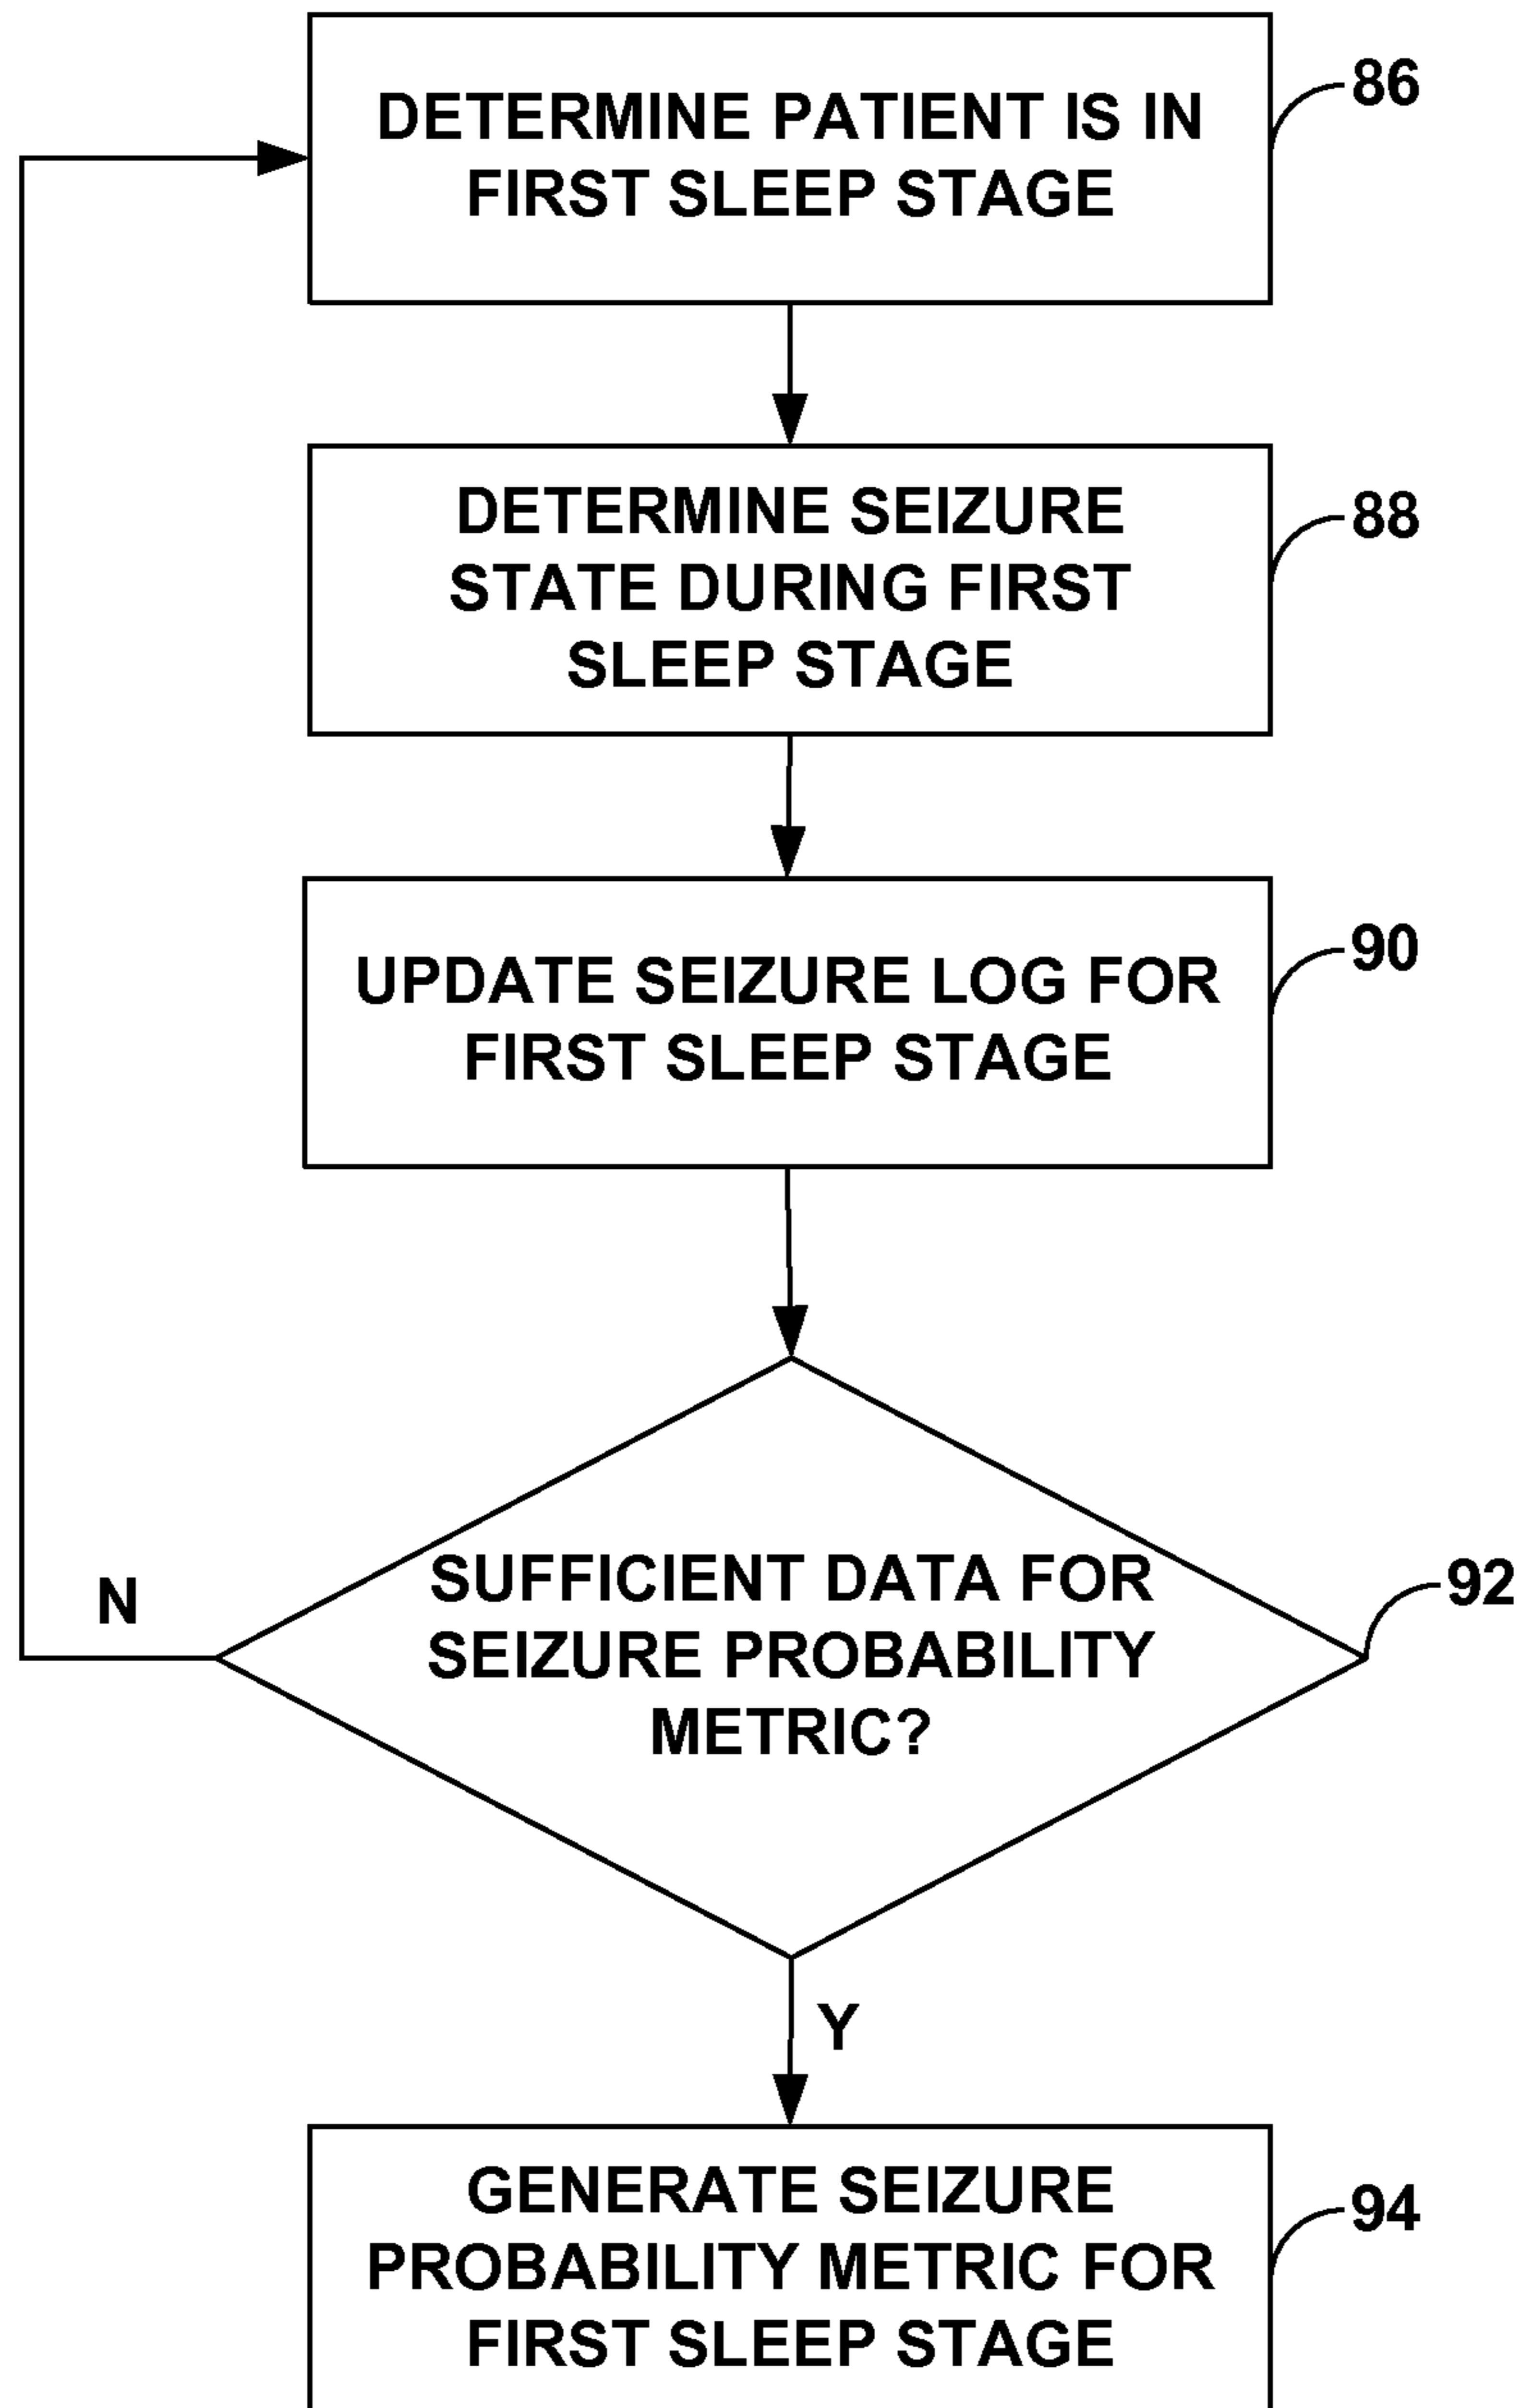 DETERMINE PATIENT IS IN
FIRST SLEEP STAGE
86
DETERMINE SEIZURE
STATE DURING FIRST
SLEEP STAGE
88
UPDATE SEIZURE LOG FOR
FIRST SLEEP STAGE
90
SUFFICIENT DATA FOR
SEIZURE PROBABILITY
METRIC?
92
N
Y
GENERATE SEIZURE
PROBABILITY METRIC FOR
FIRST SLEEP STAGE
94